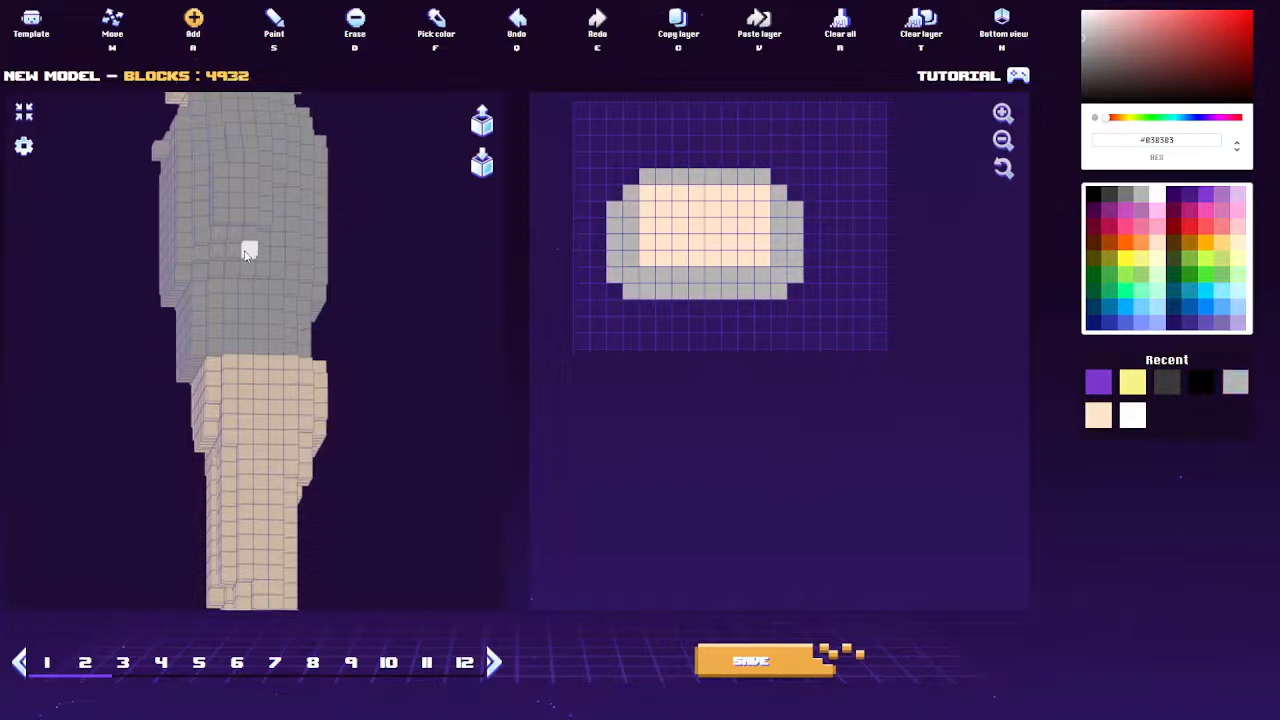 Template Move Add Paint Erase Pick color Undo Redo Copy layer Paste layer Clear all Clear layer Bottom view
W A S D F Q E C V R T H
NEW MODEL – BLOCKS : 4932
TUTORIAL
#B3B3B3
HEX
Recent
1 2 3 4 5 6 7 8 9 10 11 12
SAVE